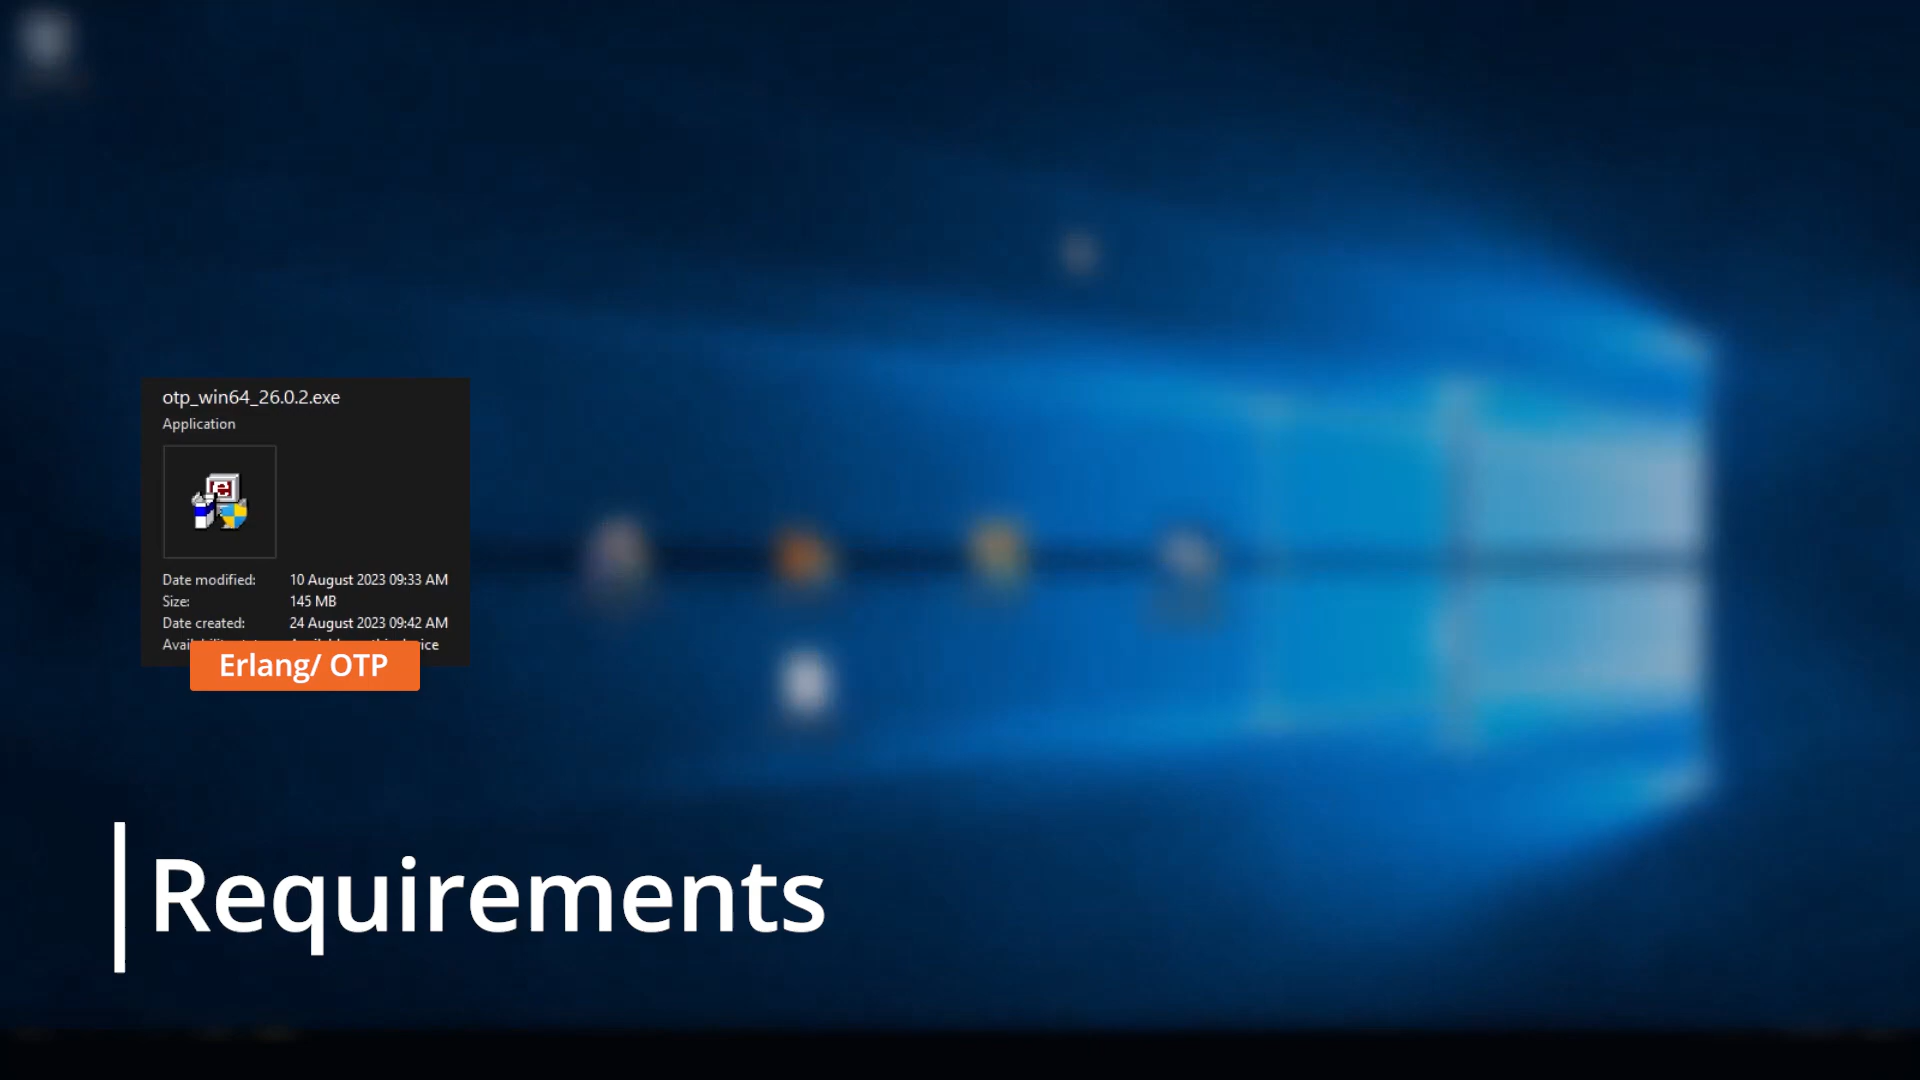 otp_win64_26.0.2.exe
Application
Date modified: 10 August 2023 09:33 AM
Size: 145 MB
Date created: 24 August 2023 09:42 AM
Erlang/ OTP
Requirements